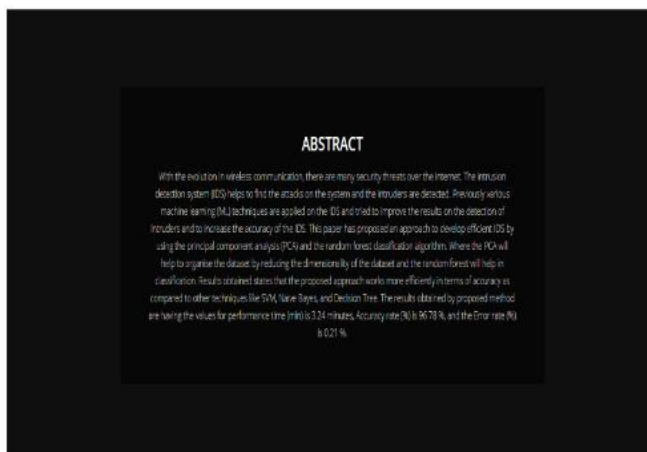 ABSTRACT
With the evolution in wireless communication, there are many security threats over the internet. The intrusion
detection system (IDS) helps to find the attacks on the system and the intruders are detected. Previously various
machine learning (ML) techniques are applied on the IDS and tried to improve the results on the detection of
intruders and to increase the accuracy of the IDS. This paper has proposed an approach to develop efficient IDS by
using the principal component analysis (PCA) and the random forest classification algorithm. Where the PCA will
help to organise the dataset by reducing the dimensionality of the dataset and the random forest will help in
classification. Results obtained states that the proposed approach works more efficiently in terms of accuracy as
compared to other techniques like SVM, Naive Bayes, and Decision Tree. The results obtained by proposed method
are having the values for performance time (min) is 3.24 minutes, Accuracy rate (%) is 96.78 %, and the Error rate (%)
is 0.21 %.